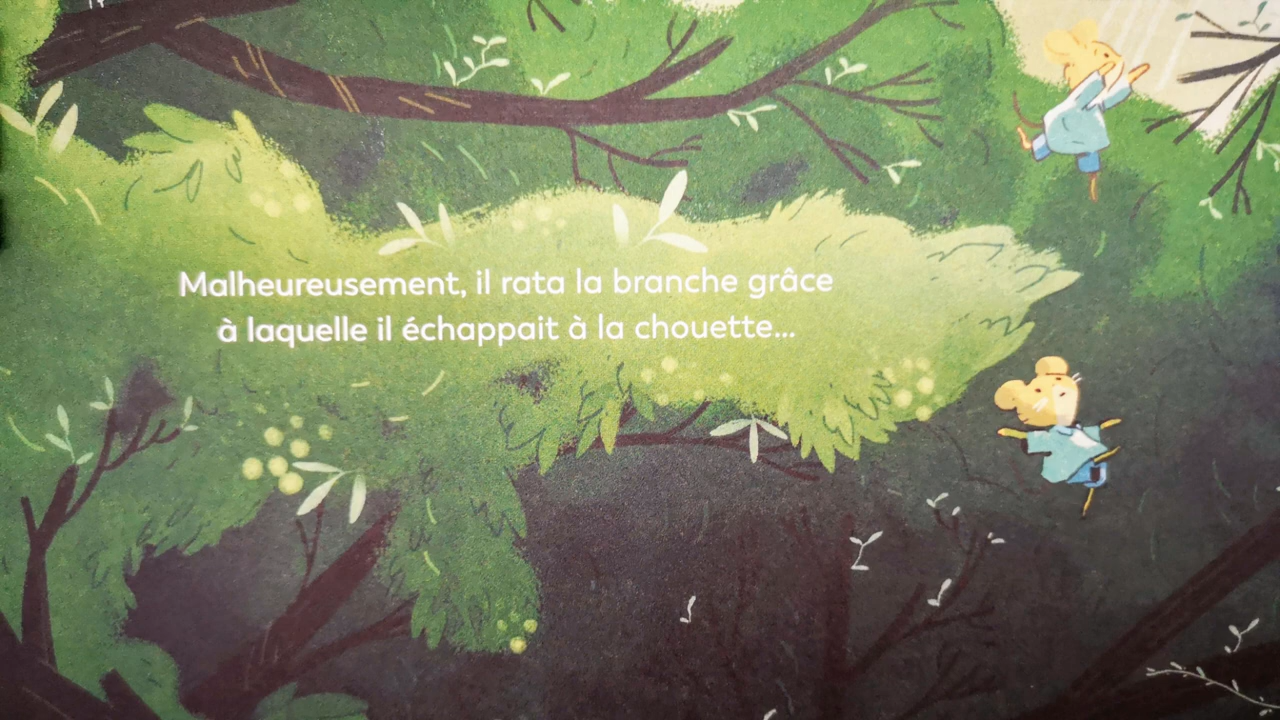 Malheureusement, il rata la branche grâce
à laquelle il échappait à la chouette...